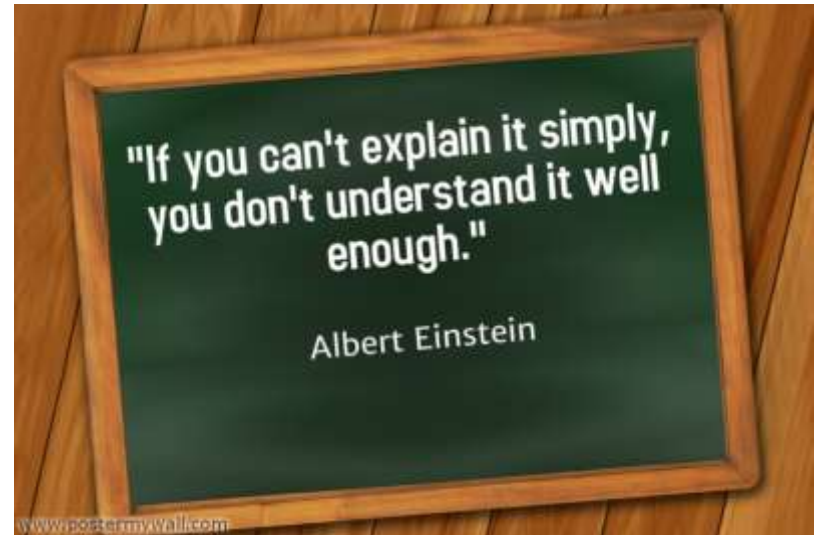 "If you can't explain it simply,
you don't understand it well
enough."
Albert Einstein
www.postermywall.com